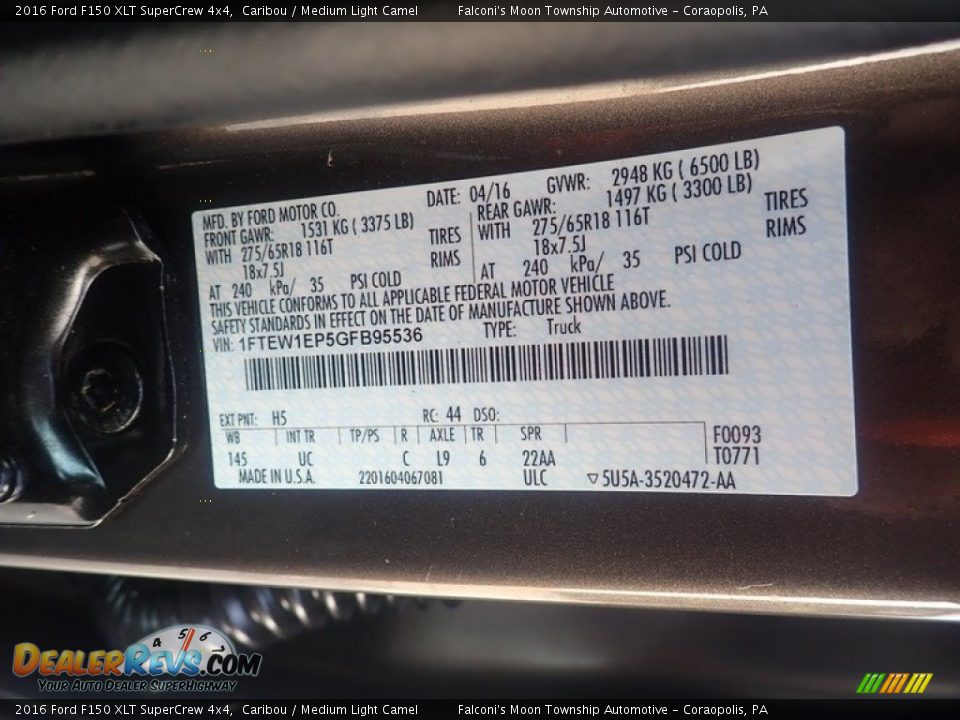 2016 Ford F150 XLT SuperCrew 4x4, Caribou / Medium Light Camel Falconi's Moon Township Automotive - Coraopolis, PA
MFD. BY FORD MOTOR CO. DATE: 04/16 GVWR: 2948 KG ( 6500 LB)
FRONT GAWR: 1531 KG ( 3375 LB) REAR GAWR: 1497 KG ( 3300 LB)
WITH 275/65R18 116T TIRES WITH 275/65R18 116T TIRES
18x7.5J RIMS 18x7.5J RIMS
AT 240 kPa/ 35 PSI COLD AT 240 kPa/ 35 PSI COLD
THIS VEHICLE CONFORMS TO ALL APPLICABLE FEDERAL MOTOR VEHICLE
SAFETY STANDARDS IN EFFECT ON THE DATE OF MANUFACTURE SHOWN ABOVE.
VIN: 1FTEW1EP5GFB95536 TYPE: Truck
EXT PNT: H5 RC: 44 DSO:
WB INT TR TP/PS R AXLE TR SPR F0093
145 UC C L9 6 22AA T0771
MADE IN U.S.A. 2201604067081 ULC ▽5U5A-3520472-AA
4 5 6 7
DEALERREVS.COM
YOUR AUTO DEALER SUPERHIGHWAY
2016 Ford F150 XLT SuperCrew 4x4, Caribou / Medium Light Camel Falconi's Moon Township Automotive - Coraopolis, PA